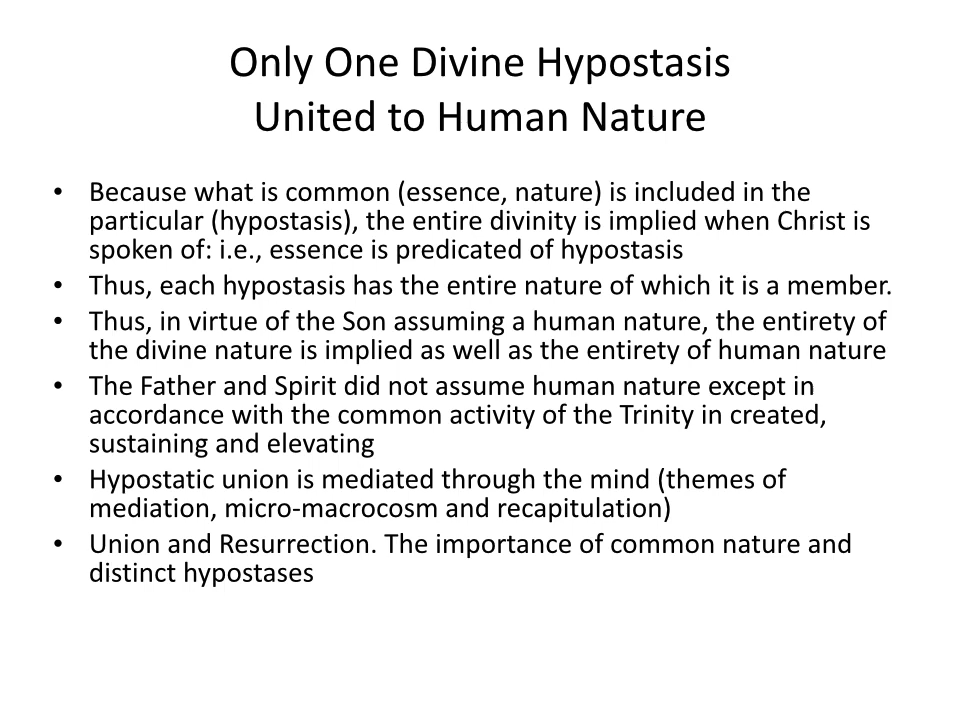 Only One Divine Hypostasis
United to Human Nature
• Because what is common (essence, nature) is included in the
particular (hypostasis), the entire divinity is implied when Christ is
spoken of: i.e., essence is predicated of hypostasis
• Thus, each hypostasis has the entire nature of which it is a member.
• Thus, in virtue of the Son assuming a human nature, the entirety of
the divine nature is implied as well as the entirety of human nature
• The Father and Spirit did not assume human nature except in
accordance with the common activity of the Trinity in created,
sustaining and elevating
• Hypostatic union is mediated through the mind (themes of
mediation, micro-macrocosm and recapitulation)
• Union and Resurrection. The importance of common nature and
distinct hypostases